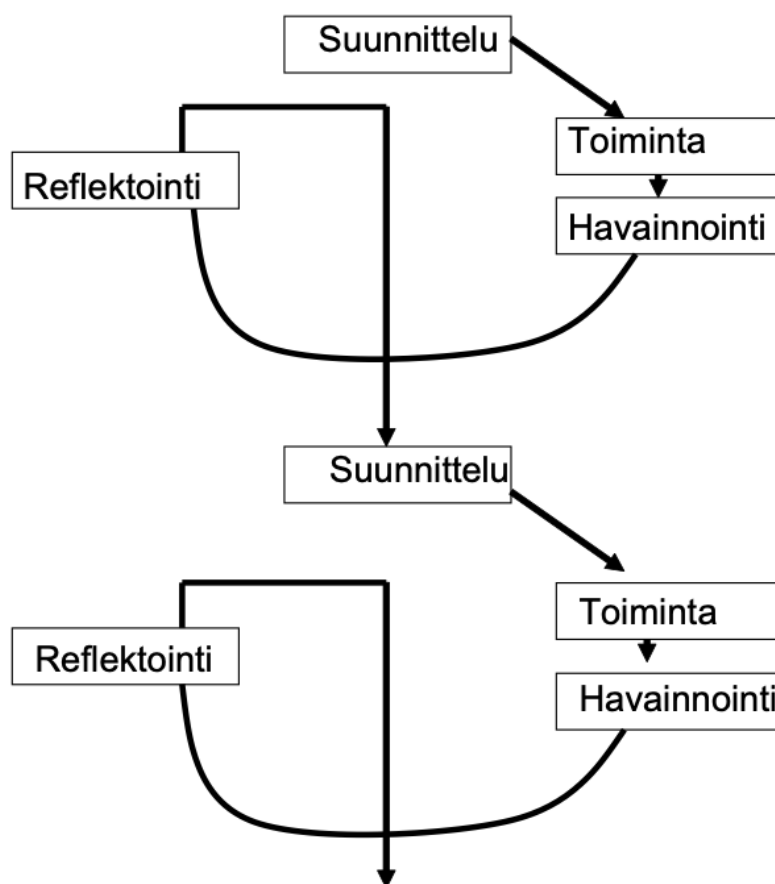 Suunnittelu
Toiminta
Reflektointi
Havainnointi
Suunnittelu
Toiminta
Reflektointi
Havainnointi